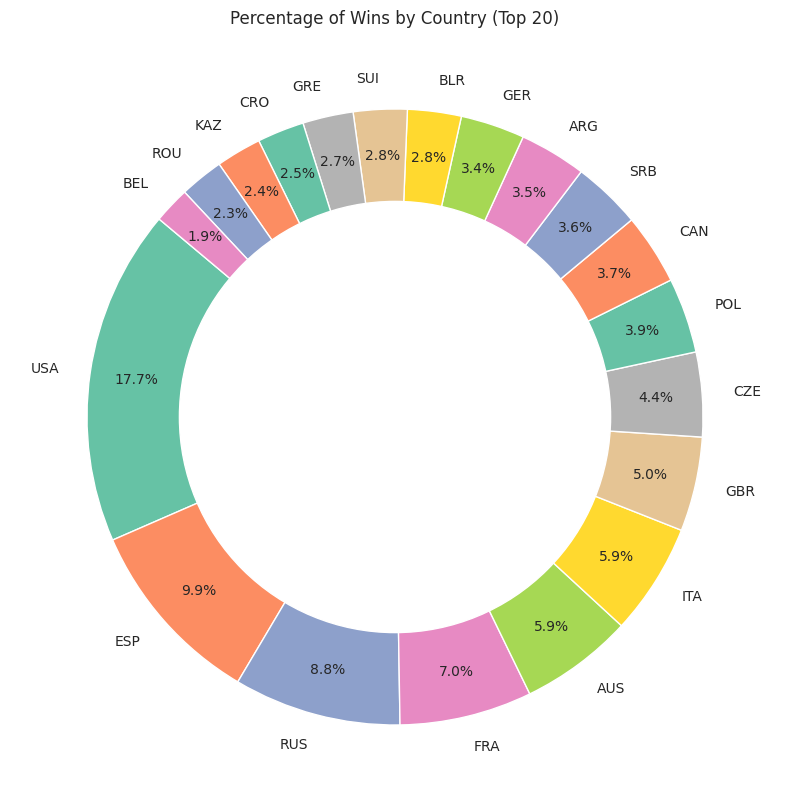 Percentage of Wins by Country (Top 20)
USA
17.7%
ESP
9.9%
RUS
8.8%
FRA
7.0%
AUS
5.9%
ITA
5.9%
GBR
5.0%
CZE
4.4%
POL
3.9%
CAN
3.7%
SRB
3.6%
ARG
3.5%
GER
3.4%
BLR
2.8%
SUI
2.8%
GRE
2.7%
CRO
2.5%
KAZ
2.4%
ROU
2.3%
BEL
1.9%